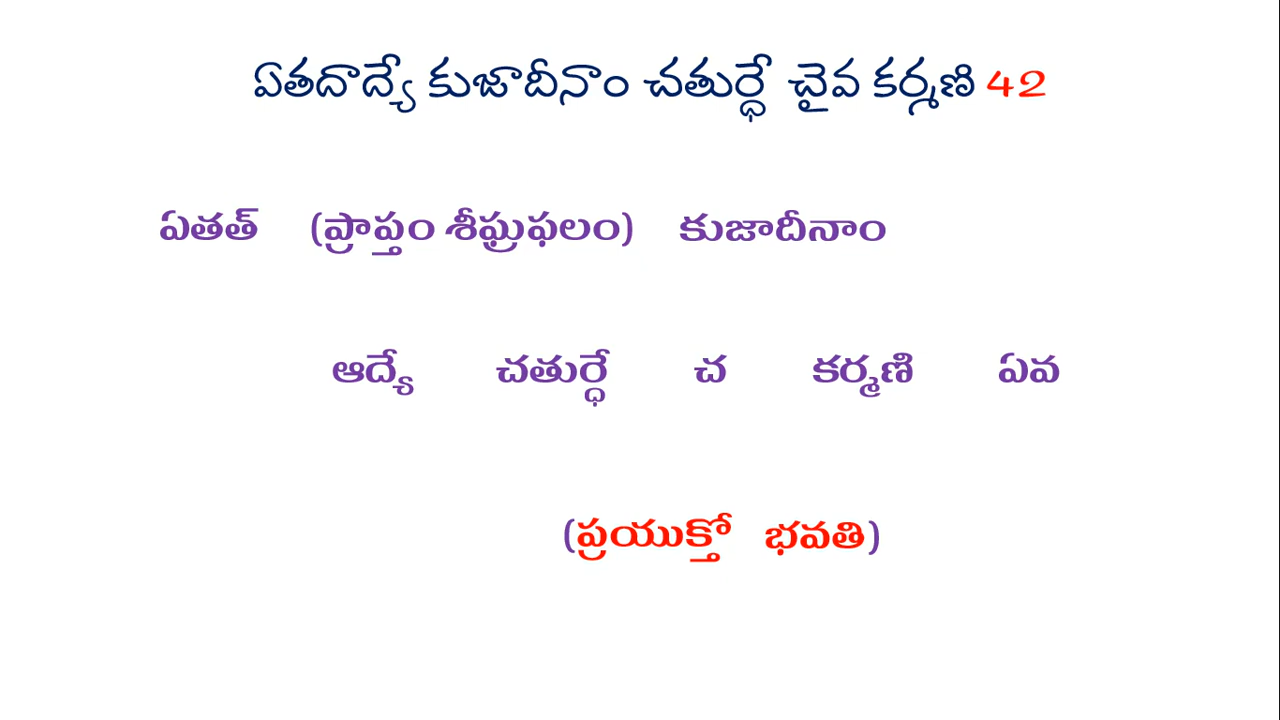 ఏతదాద్యే కుజాదీనాం చతుర్ధే చైవ కర్మణి 42
ఏతత్ (ప్రాప్తం శీఘ్రఫలం) కుజాదీనాం
ఆద్యే చతుర్ధే చ కర్మణి ఏవ
(ప్రయుక్తో భవతి)